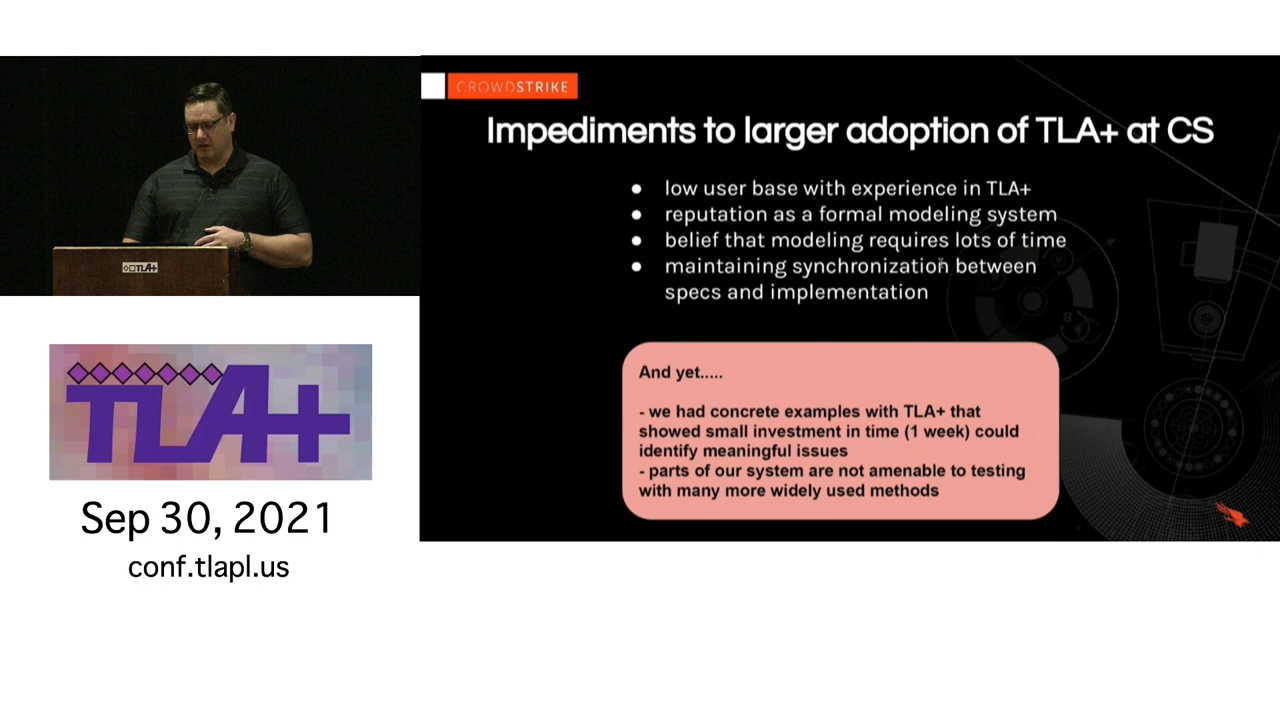 CROWDSTRIKE
Impediments to larger adoption of TLA+ at CS
● low user base with experience in TLA+
● reputation as a formal modeling system
● belief that modeling requires lots of time
● maintaining synchronization between
specs and implementation
And yet.....
- we had concrete examples with TLA+ that
showed small investment in time (1 week) could
identify meaningful issues
- parts of our system are not amenable to testing
with many more widely used methods
TLA+
TLA+
Sep 30, 2021
conf.tlapl.us